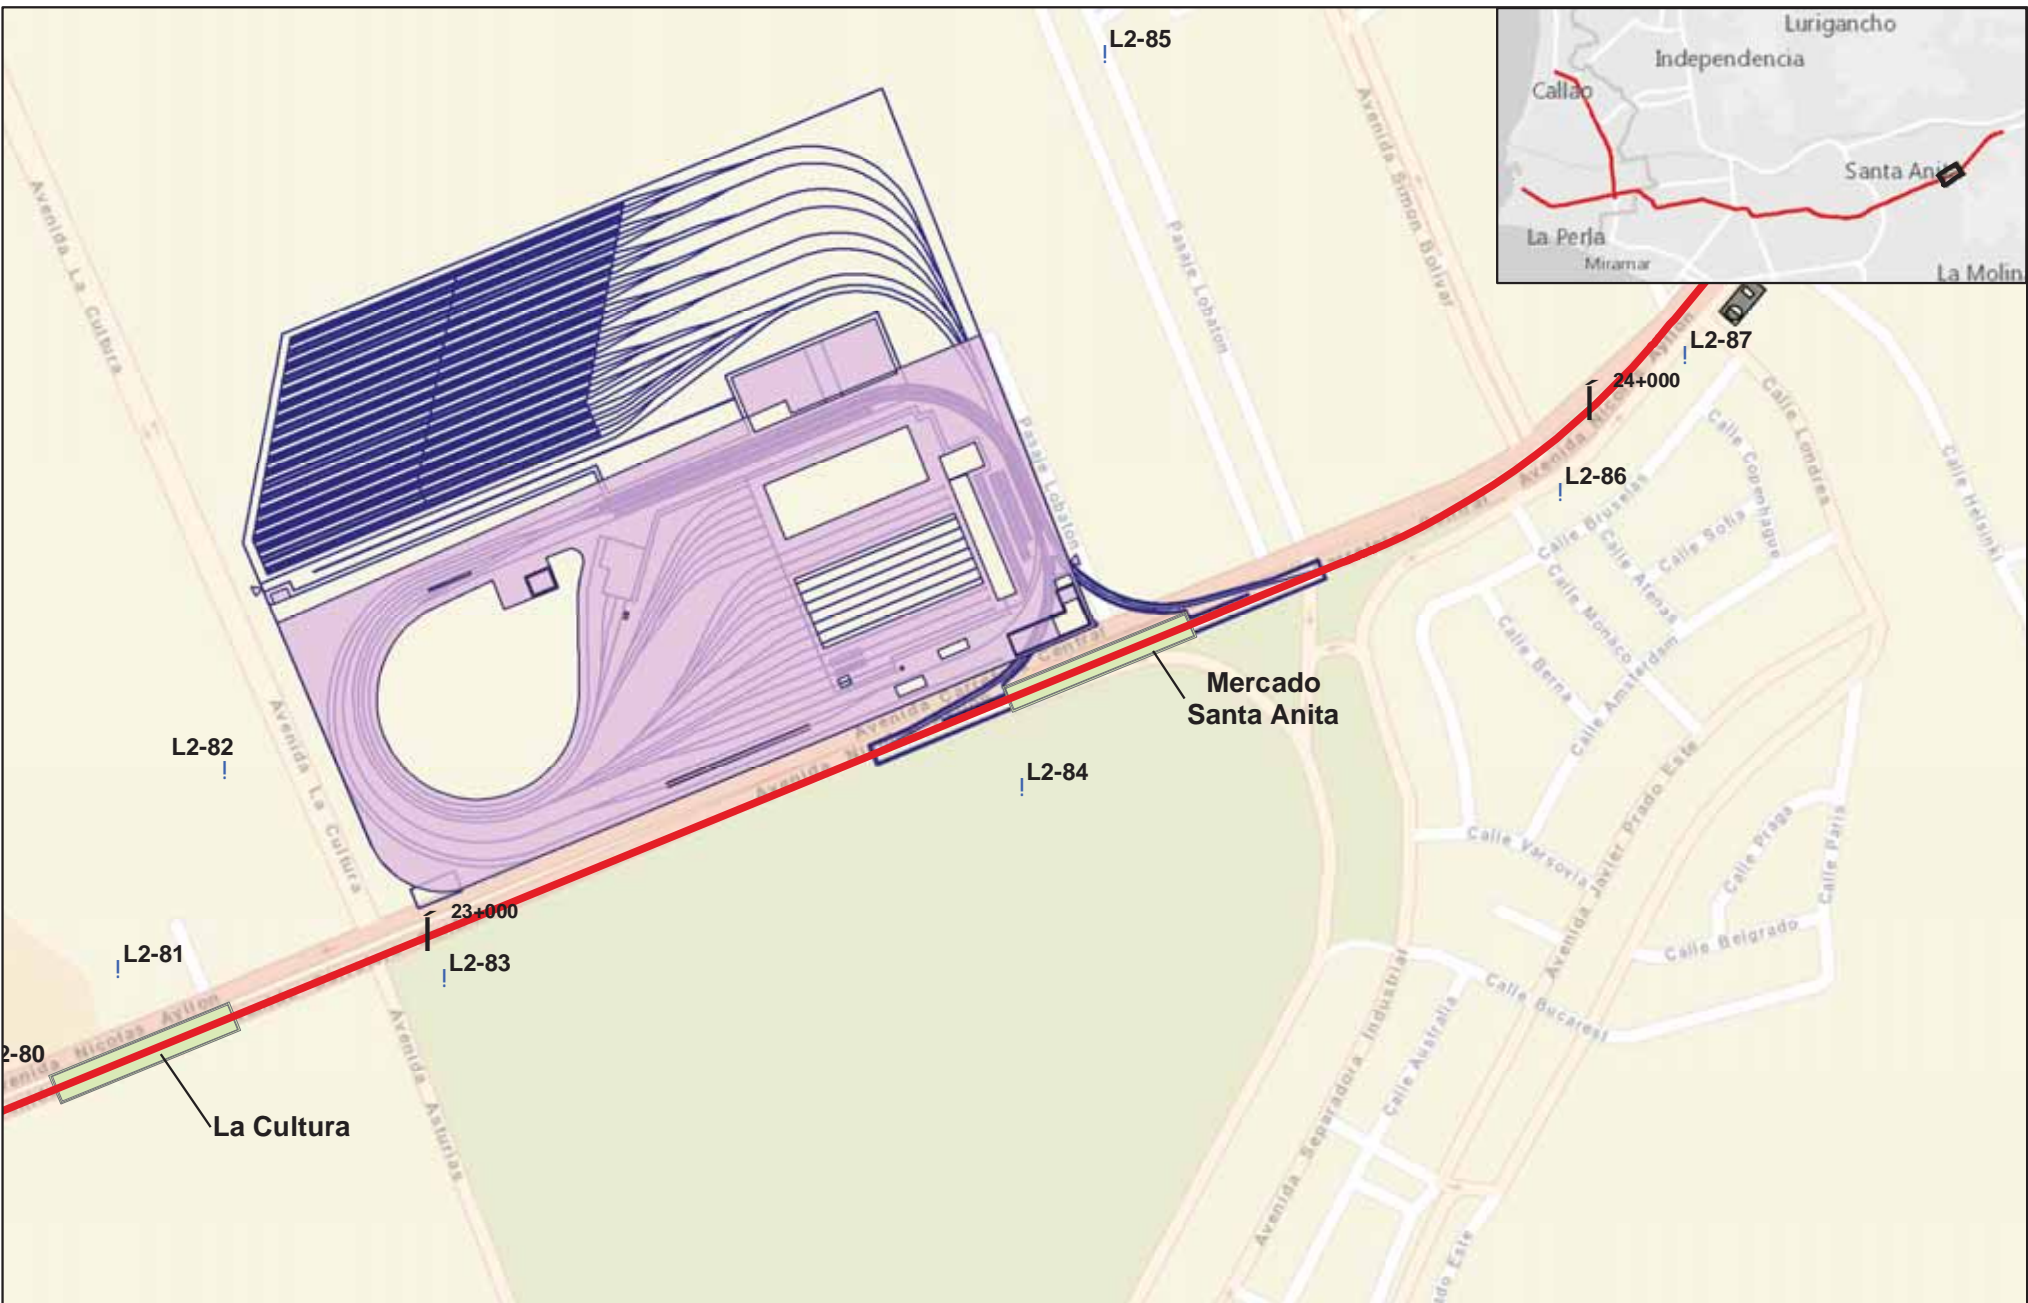 L2-85
Lurigancho
Independencia
Callao
Santa Anit
La Perla
Miramar
La Molin
Avenida La Cultura
Avenida Simon Bolivar
Pasaje Lobaton
L2-87
24+000
Calle Londres
Calle Copenhague
Calle Helsinki
Pasaje Lobaton
L2-86
Calle Bruselas
Calle Sofia
Calle Atenas
Calle Monaco
Calle Berna
Calle Amsterdam
Mercado
Santa Anita
Avenida La Cultura
L2-82
L2-84
Avenida Javier Prado Este
Calle Varsovia
Calle Praga
Calle Paris
23+000
L2-81
L2-83
Calle Belgrado
Calle Bucarest
Avenida Nicolas Ayllon
2-80
Avenida Asturias
Avenida Separadora Industrial
Calle Australia
La Cultura